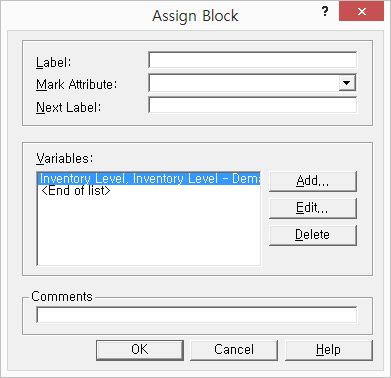 Assign Block
? ×
Label:
Mark Attribute:
Next Label:
Variables:
Inventory Level, Inventory Level - Dema
<End of list>
Add...
Edit...
Delete
Comments
OK Cancel Help